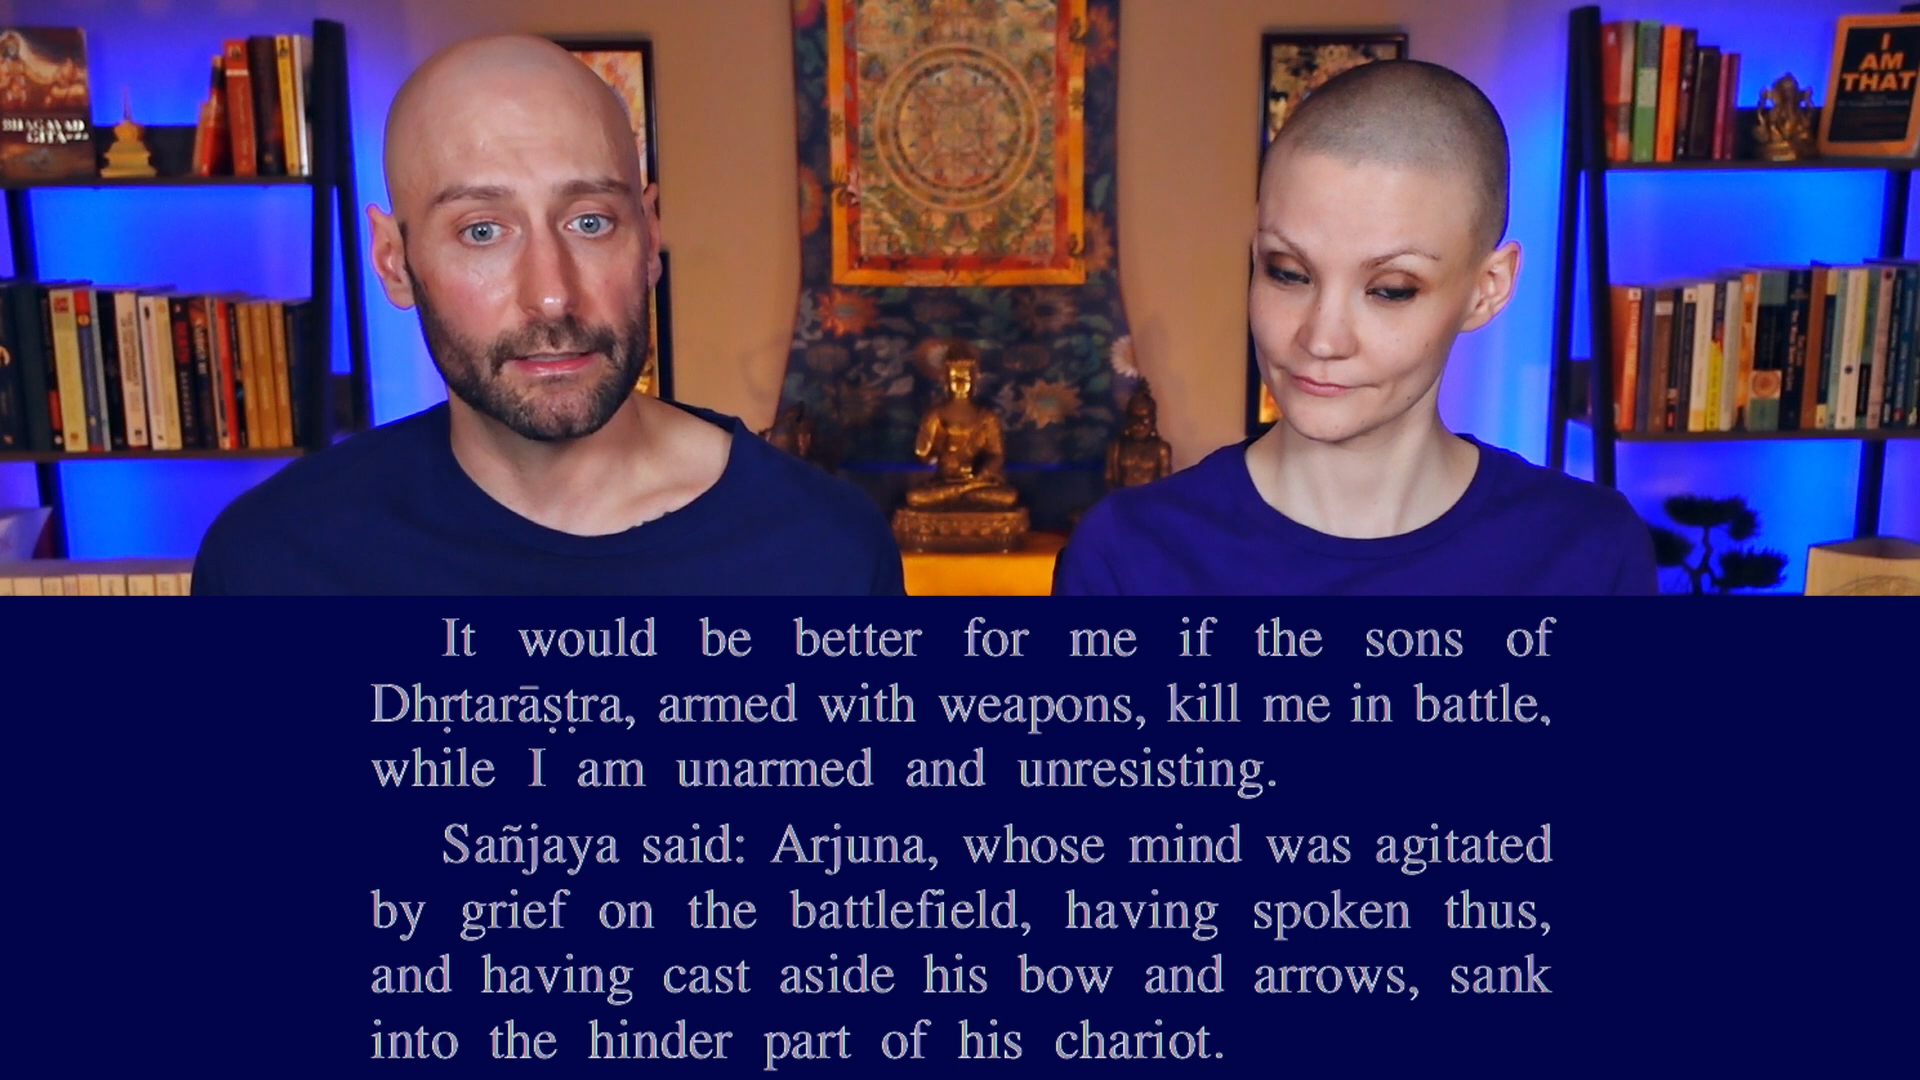 BHAGAVAD
GITA
I
AM
THAT
It would be better for me if the sons of
Dhṛtarāṣṭra, armed with weapons, kill me in battle,
while I am unarmed and unresisting.
Sañjaya said: Arjuna, whose mind was agitated
by grief on the battlefield, having spoken thus,
and having cast aside his bow and arrows, sank
into the hinder part of his chariot.